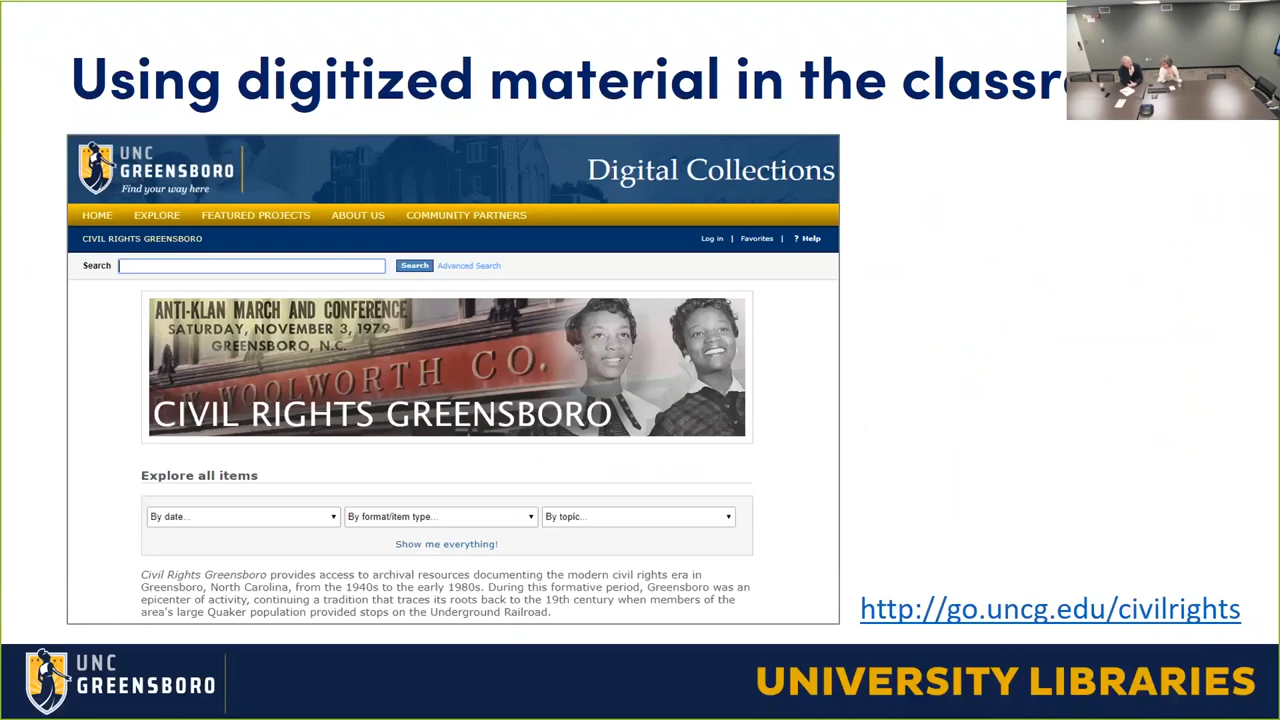 Using digitized material in the classr
UNC
GREENSBORO
Find your way here
Digital Collections
HOME EXPLORE FEATURED PROJECTS ABOUT US COMMUNITY PARTNERS
CIVIL RIGHTS GREENSBORO
Log in | Favorites | ? Help
Search
Search
Advanced Search
ANTI-KLAN MARCH AND CONFERENCE
SATURDAY, NOVEMBER 3, 1979
GREENSBORO, N.C.
WOOLWORTH CO.
CIVIL RIGHTS GREENSBORO
Explore all items
By date...
By format/item type...
By topic...
Show me everything!
Civil Rights Greensboro provides access to archival resources documenting the modern civil rights era in
Greensboro, North Carolina, from the 1940s to the early 1980s. During this formative period, Greensboro was an
epicenter of activity, continuing a tradition that traces its roots back to the 19th century when members of the
area's large Quaker population provided stops on the Underground Railroad.
http://go.uncg.edu/civilrights
UNC
GREENSBORO
UNIVERSITY LIBRARIES